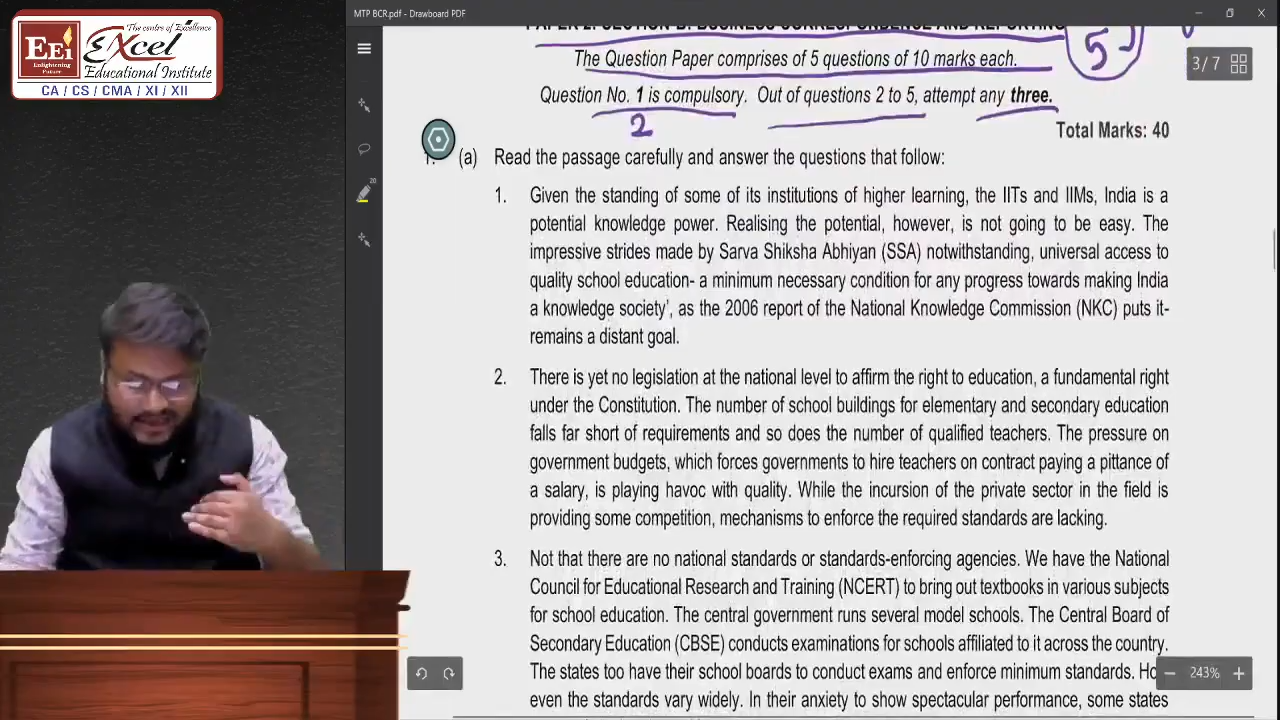 MTP BCR.pdf - Drawboard PDF
The centre of Excellence
EEi
Enlightening Future
EXcel
Educational Institute
CA / CS / CMA / XI / XII
3/7
5
The Question Paper comprises of 5 questions of 10 marks each.
Question No. 1 is compulsory. Out of questions 2 to 5, attempt any three.
2
Total Marks: 40
1. (a) Read the passage carefully and answer the questions that follow:
1. Given the standing of some of its institutions of higher learning, the IITs and IIMs, India is a
potential knowledge power. Realising the potential, however, is not going to be easy. The
impressive strides made by Sarva Shiksha Abhiyan (SSA) notwithstanding, universal access to
quality school education- a minimum necessary condition for any progress towards making India
a knowledge society’, as the 2006 report of the National Knowledge Commission (NKC) puts it-
remains a distant goal.
2. There is yet no legislation at the national level to affirm the right to education, a fundamental right
under the Constitution. The number of school buildings for elementary and secondary education
falls far short of requirements and so does the number of qualified teachers. The pressure on
government budgets, which forces governments to hire teachers on contract paying a pittance of
a salary, is playing havoc with quality. While the incursion of the private sector in the field is
providing some competition, mechanisms to enforce the required standards are lacking.
3. Not that there are no national standards or standards-enforcing agencies. We have the National
Council for Educational Research and Training (NCERT) to bring out textbooks in various subjects
for school education. The central government runs several model schools. The Central Board of
Secondary Education (CBSE) conducts examinations for schools affiliated to it across the country.
The states too have their school boards to conduct exams and enforce minimum standards.
even the standards vary widely. In their anxiety to show spectacular performance, some states
20
243%